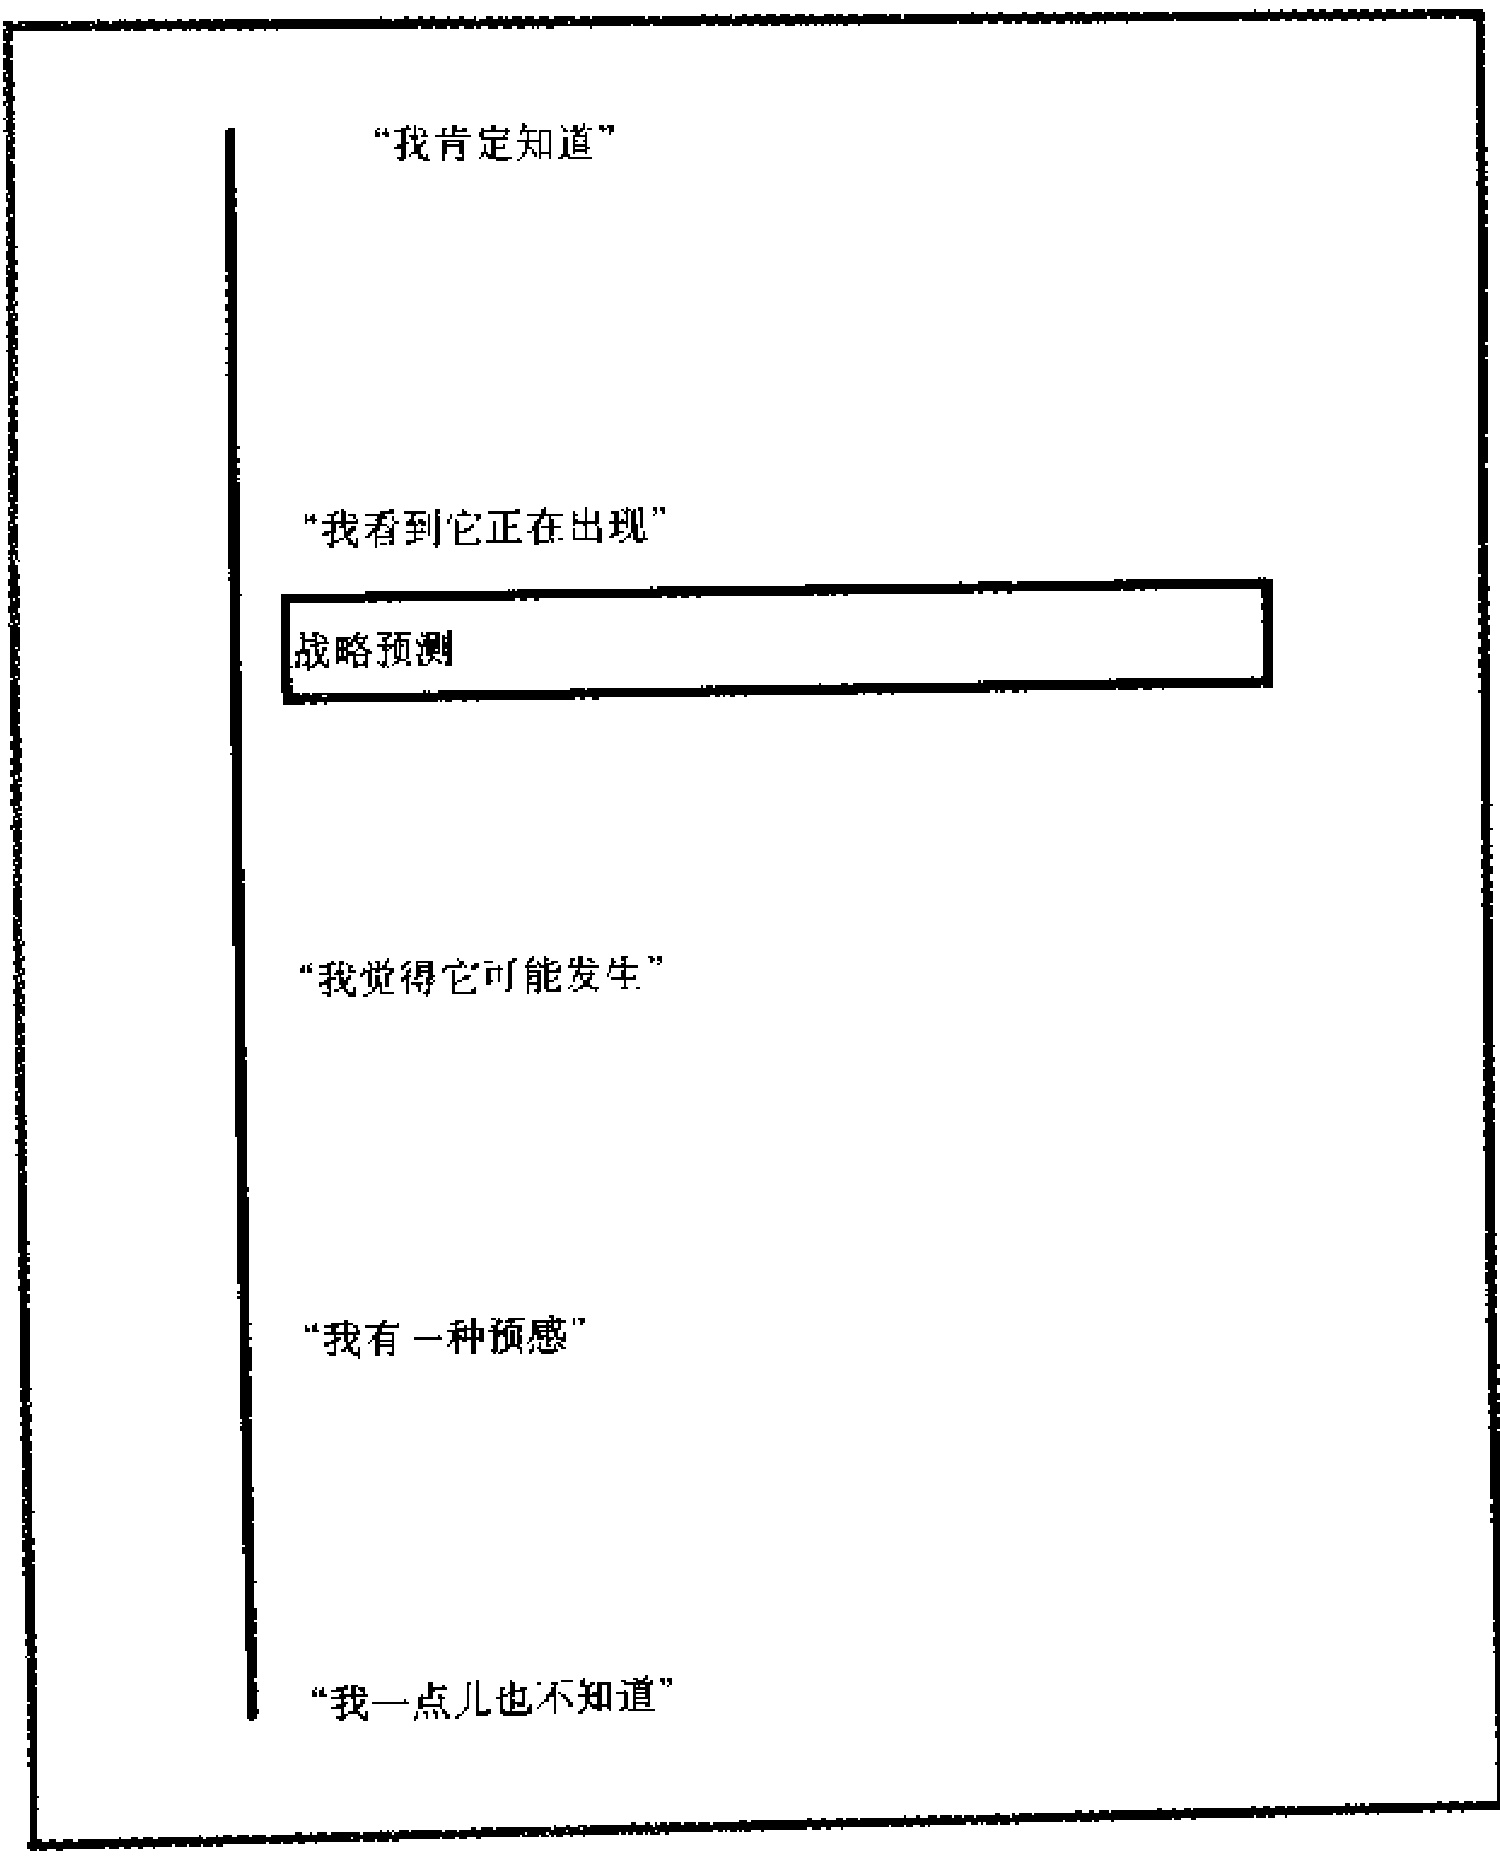 “我肯定知道”
“我看到它正在出现”
战略预测
“我觉得它可能发生”
“我有一种预感”
“我一点儿也不知道”